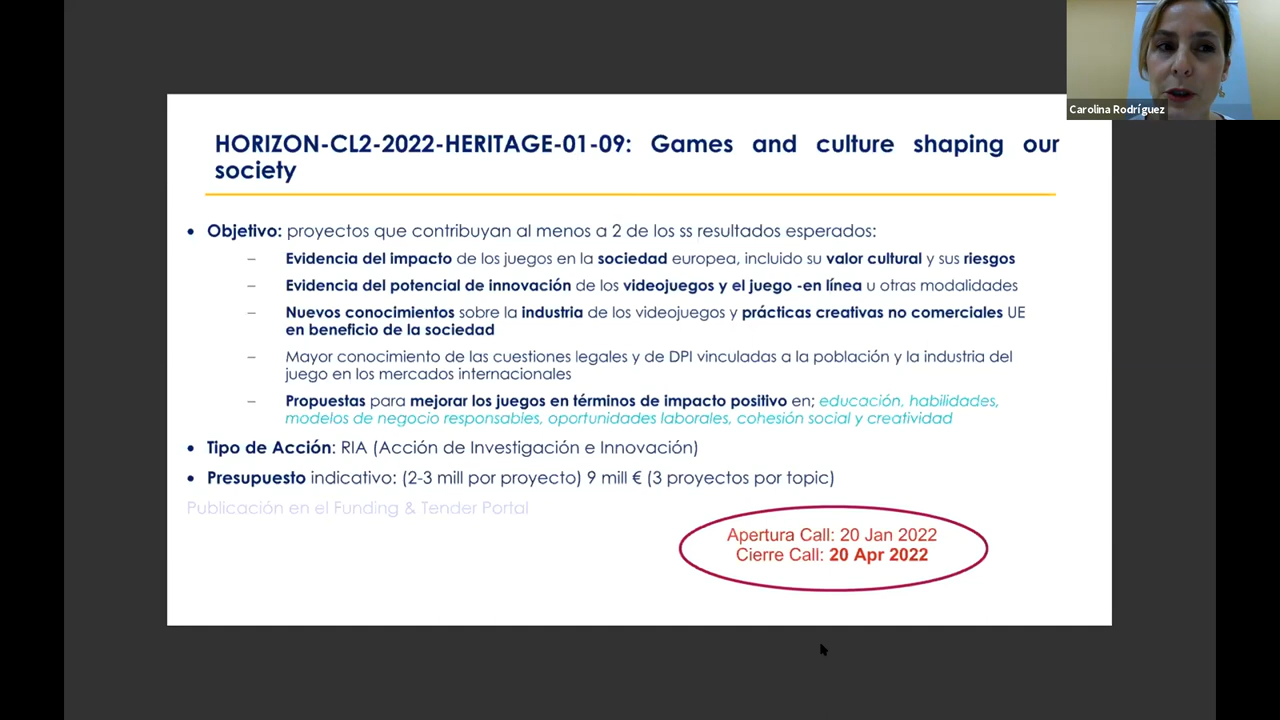 Carolina Rodríguez
HORIZON-CL2-2022-HERITAGE-01-09: Games and culture shaping our
society
• Objetivo: proyectos que contribuyan al menos a 2 de los ss resultados esperados:
– Evidencia del impacto de los juegos en la sociedad europea, incluido su valor cultural y sus riesgos
– Evidencia del potencial de innovación de los videojuegos y el juego -en línea u otras modalidades
– Nuevos conocimientos sobre la industria de los videojuegos y prácticas creativas no comerciales UE
en beneficio de la sociedad
– Mayor conocimiento de las cuestiones legales y de DPI vinculadas a la población y la industria del
juego en los mercados internacionales
– Propuestas para mejorar los juegos en términos de impacto positivo en; educación, habilidades,
modelos de negocio responsables, oportunidades laborales, cohesión social y creatividad
• Tipo de Acción: RIA (Acción de Investigación e Innovación)
• Presupuesto indicativo: (2-3 mill por proyecto) 9 mill € (3 proyectos por topic)
Publicación en el Funding & Tender Portal
Apertura Call: 20 Jan 2022
Cierre Call: 20 Apr 2022